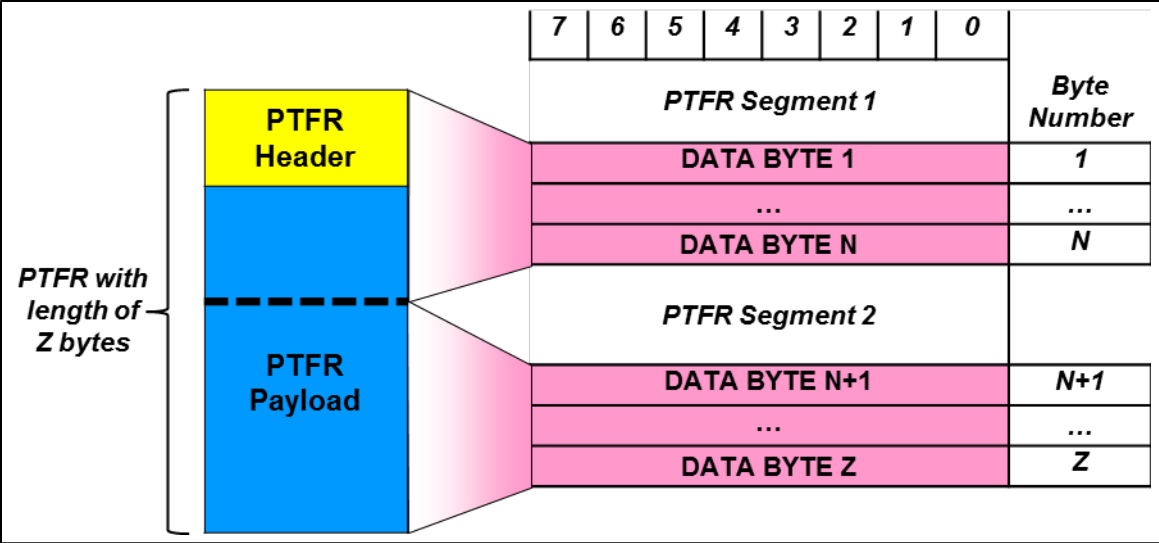 7 6 5 4 3 2 1 0
PTFR Segment 1
Byte
Number
PTFR
Header
DATA BYTE 1 1
... ...
DATA BYTE N N
PTFR with
length of
Z bytes
PTFR Segment 2
PTFR
Payload
DATA BYTE N+1 N+1
... ...
DATA BYTE Z Z